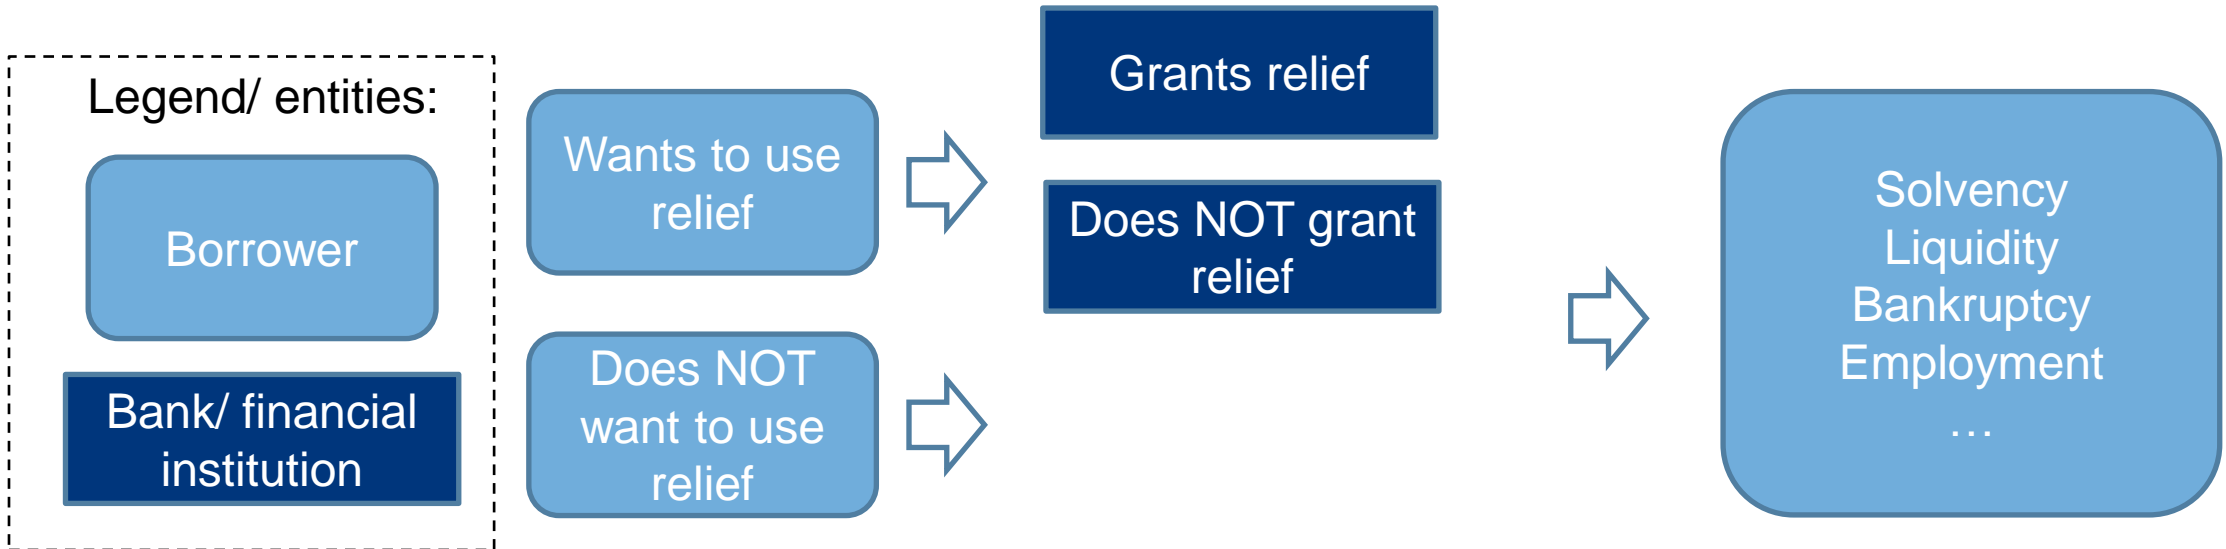 Legend/ entities:
Borrower
Bank/ financial
institution
Wants to use
relief
Does NOT
want to use
relief
Grants relief
Does NOT grant
relief
Solvency
Liquidity
Bankruptcy
Employment
…